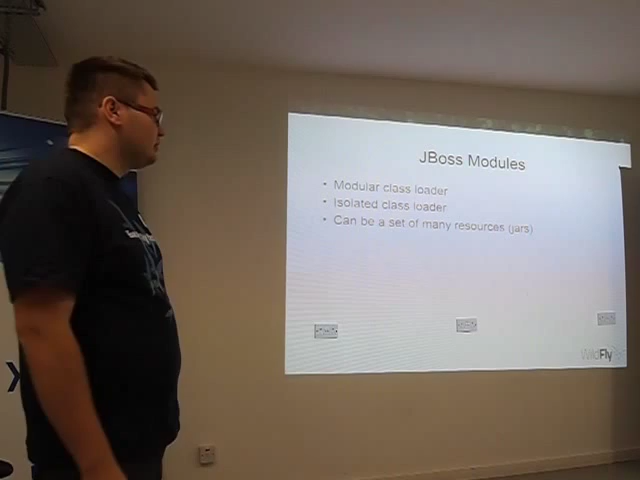 JBoss Modules
• Modular class loader
• Isolated class loader
• Can be a set of many resources (jars)
WildFly